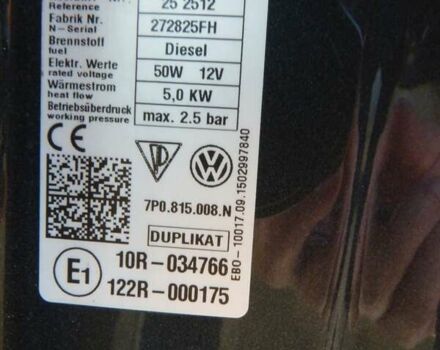 Reference 25 2512
Fabrik Nr. 272825FH
N-Serial
Brennstoff Diesel
fuel
Elektr. Werte 50W 12V
rated voltage
Wärmestrom 5,0 KW
heat flow
Betriebsüberdruck max. 2.5 bar
working pressure
CE
VW
7P0.815.008.N
DUPLIKAT
E1
10R-034766
122R-000175
EBO-10017.09.1502997840